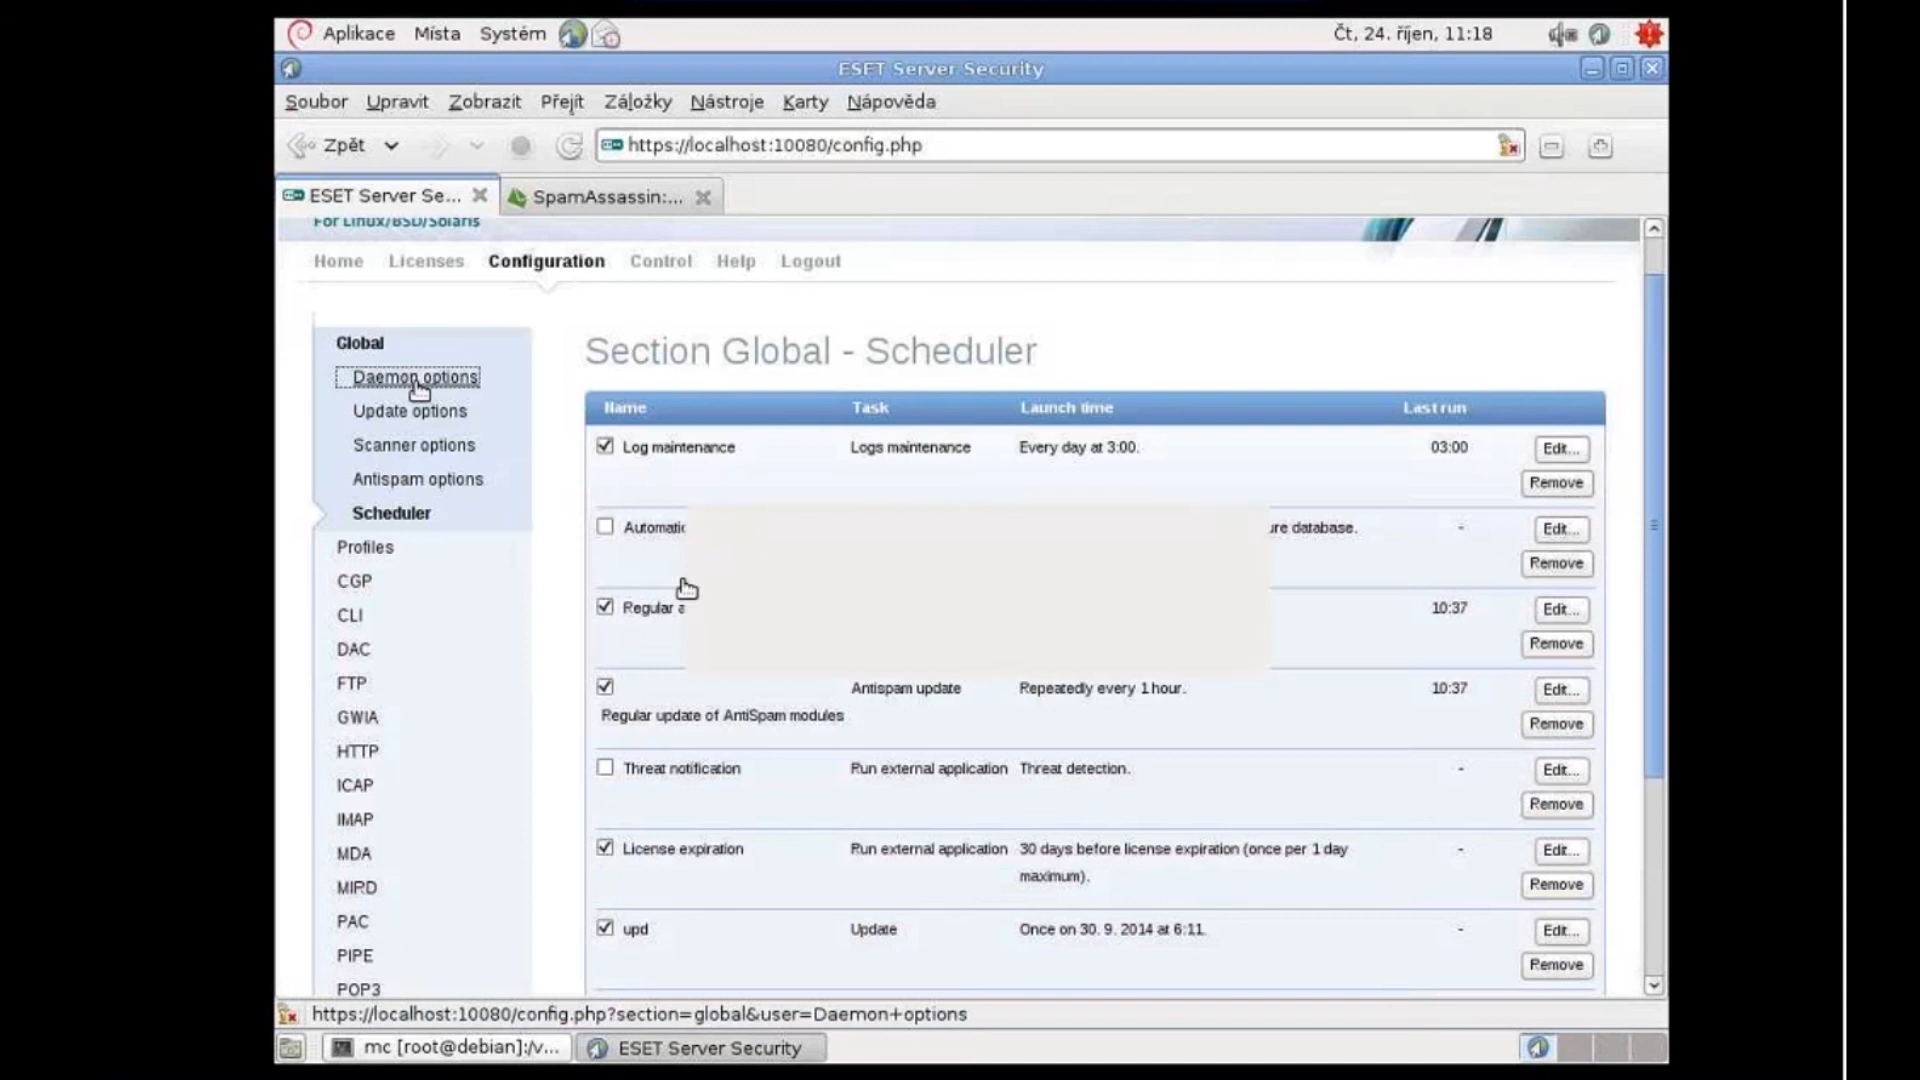 Aplikace Místa Systém Čt, 24. říjen, 11:18
ESET Server Security
Soubor Upravit Zobrazit Přejít Záložky Nástroje Karty Nápověda
Zpět https://localhost:10080/config.php
ESET Server Se... SpamAssassin:...
For Linux/BSD/Solaris
Home Licenses Configuration Control Help Logout
Global
Daemon options
Update options
Scanner options
Antispam options
Scheduler
Profiles
CGP
CLI
DAC
FTP
GWIA
HTTP
ICAP
IMAP
MDA
MIRD
PAC
PIPE
POP3
Section Global - Scheduler
Name Task Launch time Last run
Log maintenance Logs maintenance Every day at 3:00. 03:00 Edit...
Remove
database. - Edit...
Remove
Regular 10:37 Edit...
Remove
Antispam update Repeatedly every 1 hour. 10:37 Edit...
Regular update of AntiSpam modules Remove
Threat notification Run external application Threat detection. - Edit...
Remove
License expiration Run external application 30 days before license expiration (once per 1 day - Edit...
maximum). Remove
upd Update Once on 30. 9. 2014 at 6:11. - Edit...
Remove
https://localhost:10080/config.php?section=global&user=Daemon+options
mc [root@debian]:/v... ESET Server Security